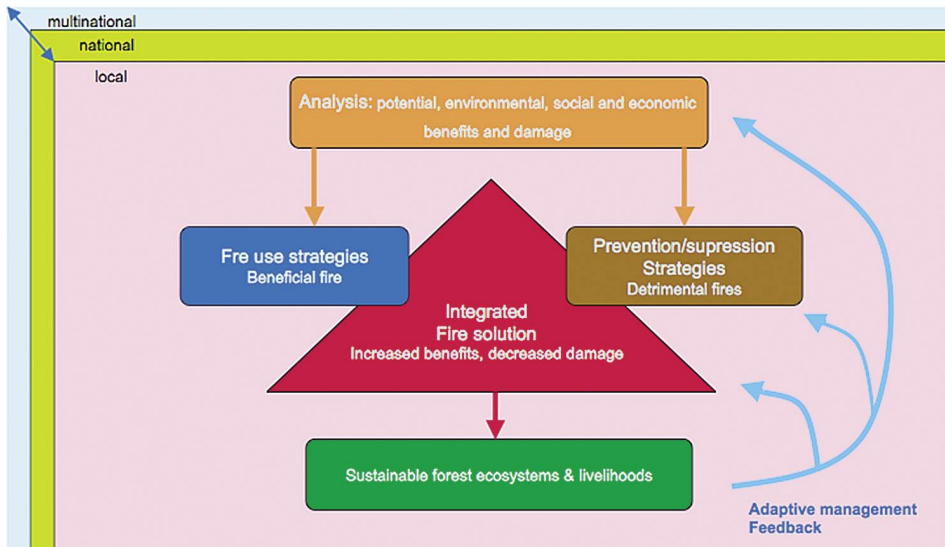 multinational
national
local
Analysis: potential, environmental, social and economic
benefits and damage
Fre use strategies
Beneficial fire
Prevention/supression
Strategies
Detrimental fires
Integrated
Fire solution
Increased benefits, decreased damage
Sustainable forest ecosystems & livelihoods
Adaptive management
Feedback